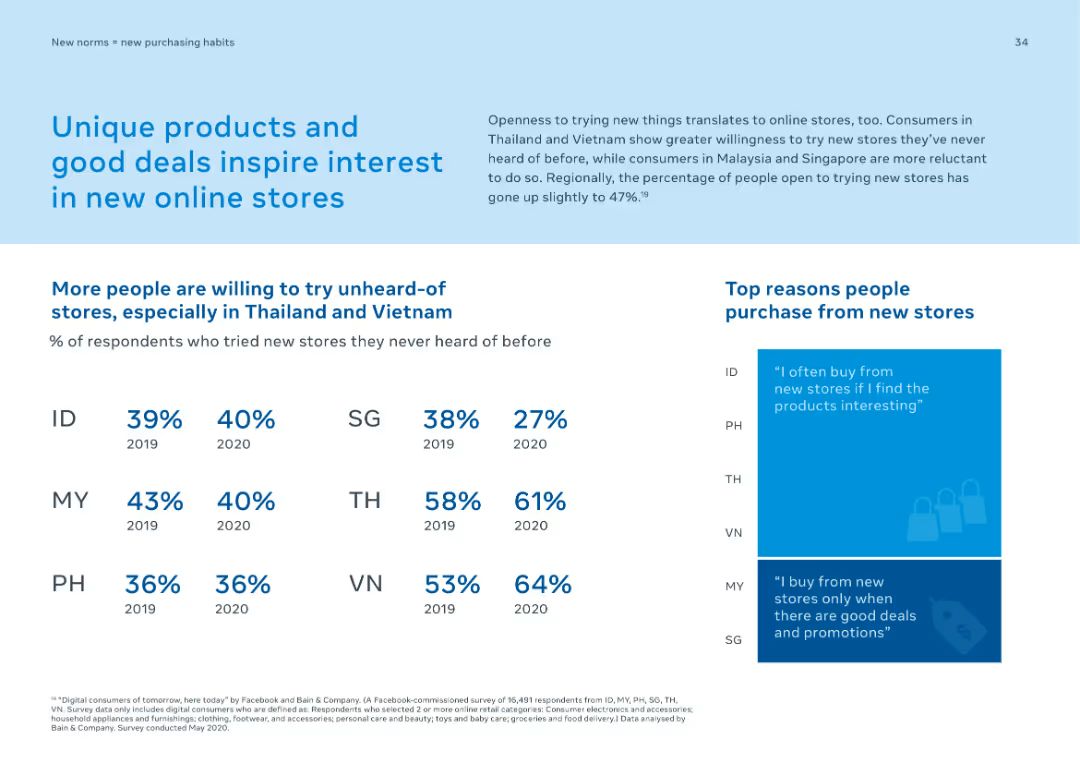 New norms = new purchasing habits
34
Unique products and
good deals inspire interest
in new online stores
Openness to trying new things translates to online stores, too. Consumers in
Thailand and Vietnam show greater willingness to try new stores they've never
heard of before, while consumers in Malaysia and Singapore are more reluctant
to do so. Regionally, the percentage of people open to trying new stores has
gone up slightly to 47%.¹⁹
More people are willing to try unheard-of
stores, especially in Thailand and Vietnam
% of respondents who tried new stores they never heard of before
ID 39% 40% SG 38% 27%
2019 2020 2019 2020
MY 43% 40% TH 58% 61%
2019 2020 2019 2020
PH 36% 36% VN 53% 64%
2019 2020 2019 2020
Top reasons people
purchase from new stores
ID
PH
TH
VN
MY
SG
"I often buy from
new stores if I find the
products interesting"
"I buy from new
stores only when
there are good deals
and promotions"
$
¹⁹ "Digital consumers of tomorrow, here today" by Facebook and Bain & Company. (A Facebook-commissioned survey of 16,491 respondents from ID, MY, PH, SG, TH,
VN. Survey data only includes digital consumers who are defined as: Respondents who selected 2 or more online retail categories: Consumer electronics and accessories;
household appliances and furnishings; clothing, footwear, and accessories; personal care and beauty; toys and baby care; groceries and food delivery.) Data analysed by
Bain & Company. Survey conducted May 2020.